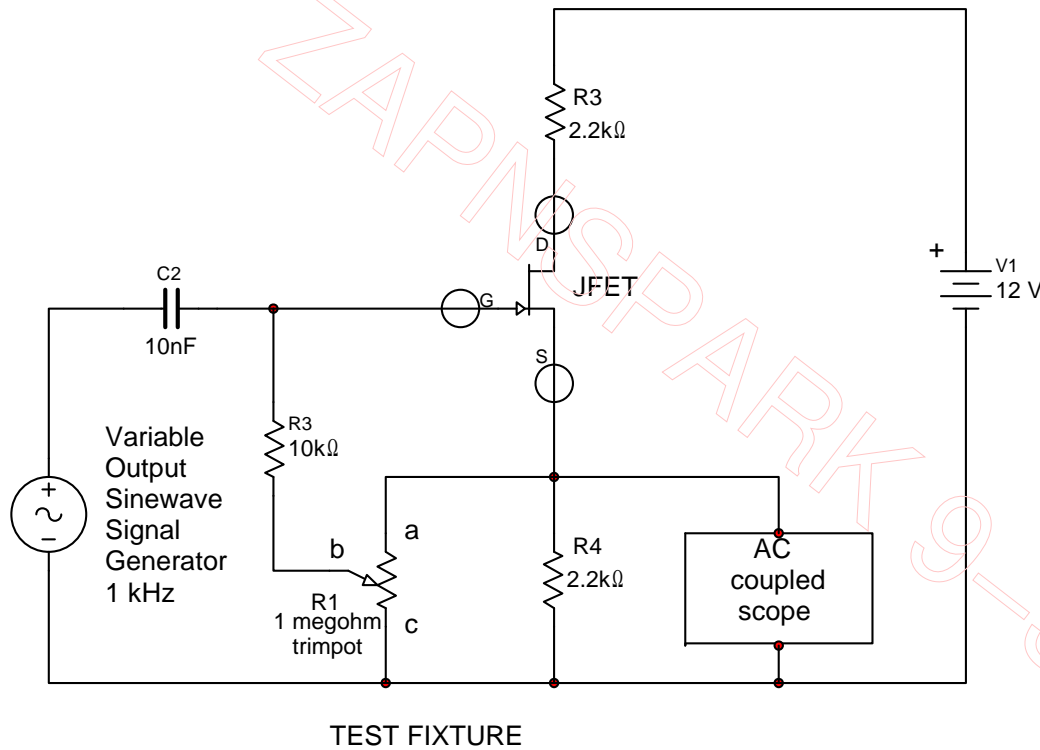 R3
2.2kΩ
D
JFET
+
V1
12 V
C2
G
10nF
S
R3
10kΩ
Variable
Output
Sinewave
Signal
Generator
1 kHz
+
−
a
b
R1
1 megohm
trimpot
c
R4
2.2kΩ
AC
coupled
scope
TEST FIXTURE
ZAPNSPARK 9-